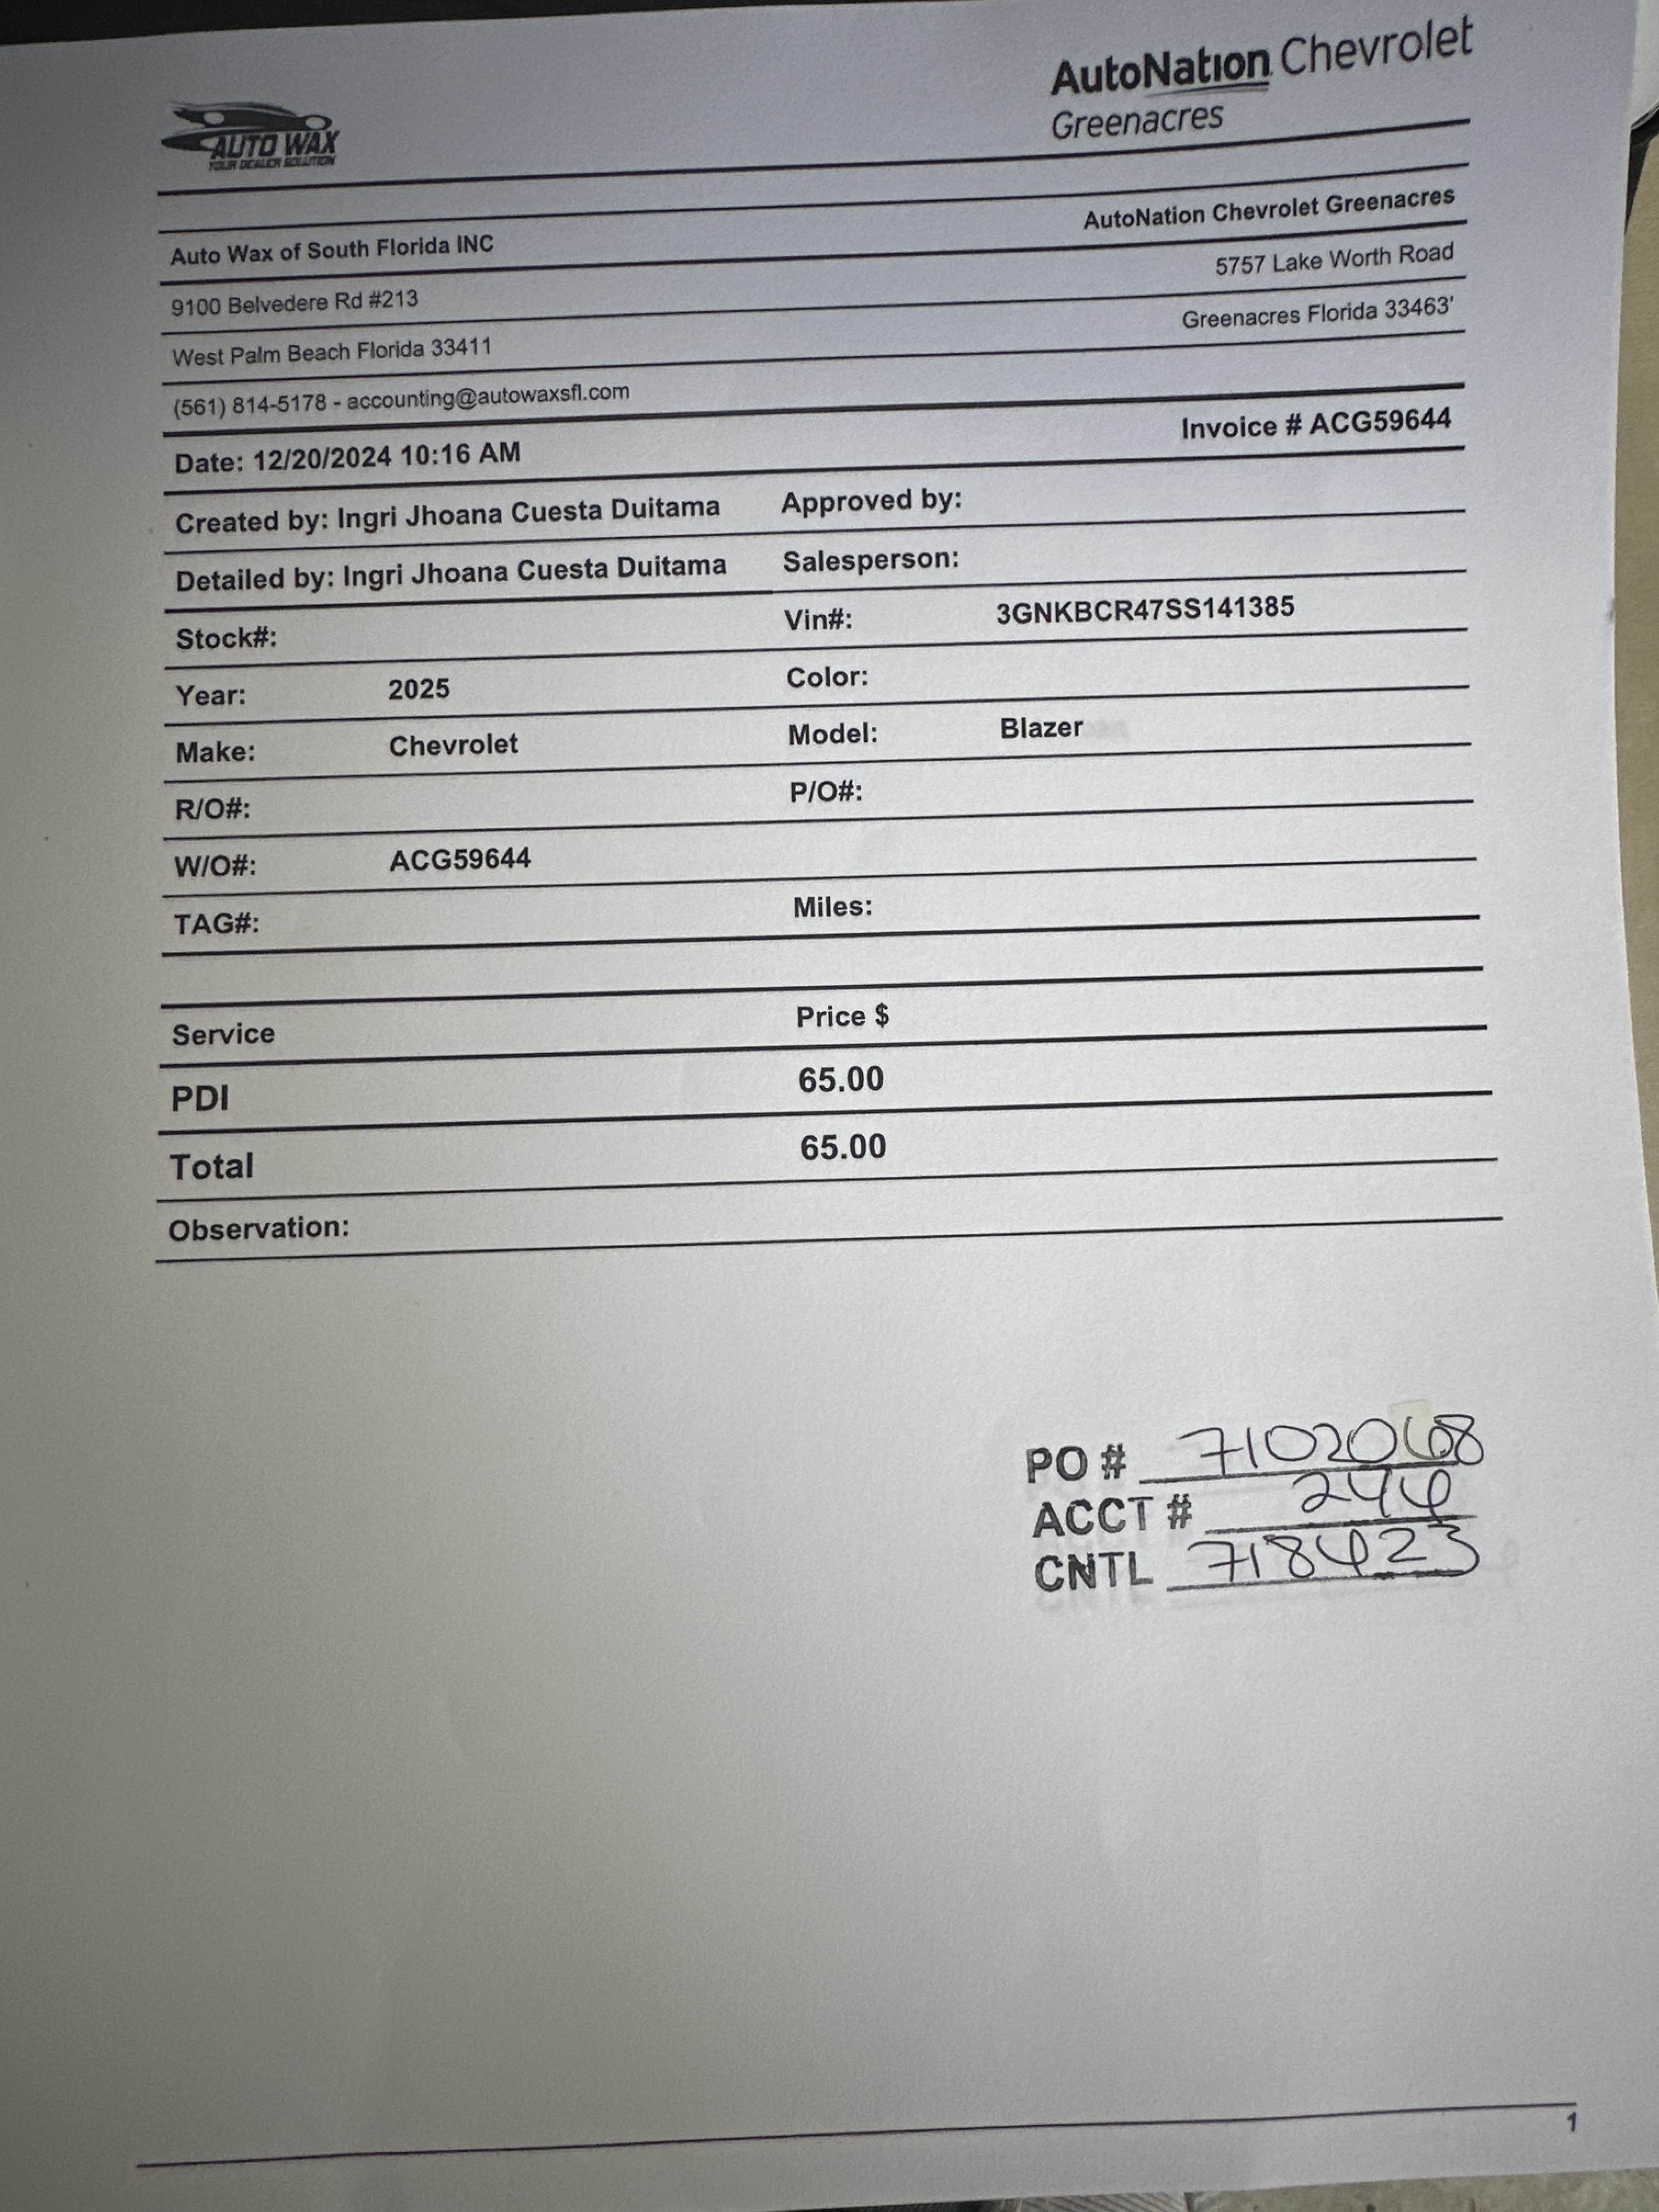 AUTO WAX
YOUR DEALER SOLUTION
AutoNation Chevrolet
Greenacres
Auto Wax of South Florida INC
AutoNation Chevrolet Greenacres
9100 Belvedere Rd #213
5757 Lake Worth Road
West Palm Beach Florida 33411
Greenacres Florida 33463'
(561) 814-5178 - accounting@autowaxsfl.com
Date: 12/20/2024 10:16 AM
Invoice # ACG59644
Created by: Ingri Jhoana Cuesta Duitama Approved by:
Detailed by: Ingri Jhoana Cuesta Duitama Salesperson:
Stock#: Vin#: 3GNKBCR47SS141385
Year: 2025 Color:
Make: Chevrolet Model: Blazer
R/O#: P/O#:
W/O#: ACG59644
TAG#: Miles:
Service Price $
PDI 65.00
Total 65.00
Observation:
PO # 7102068
ACCT #
CNTL
1